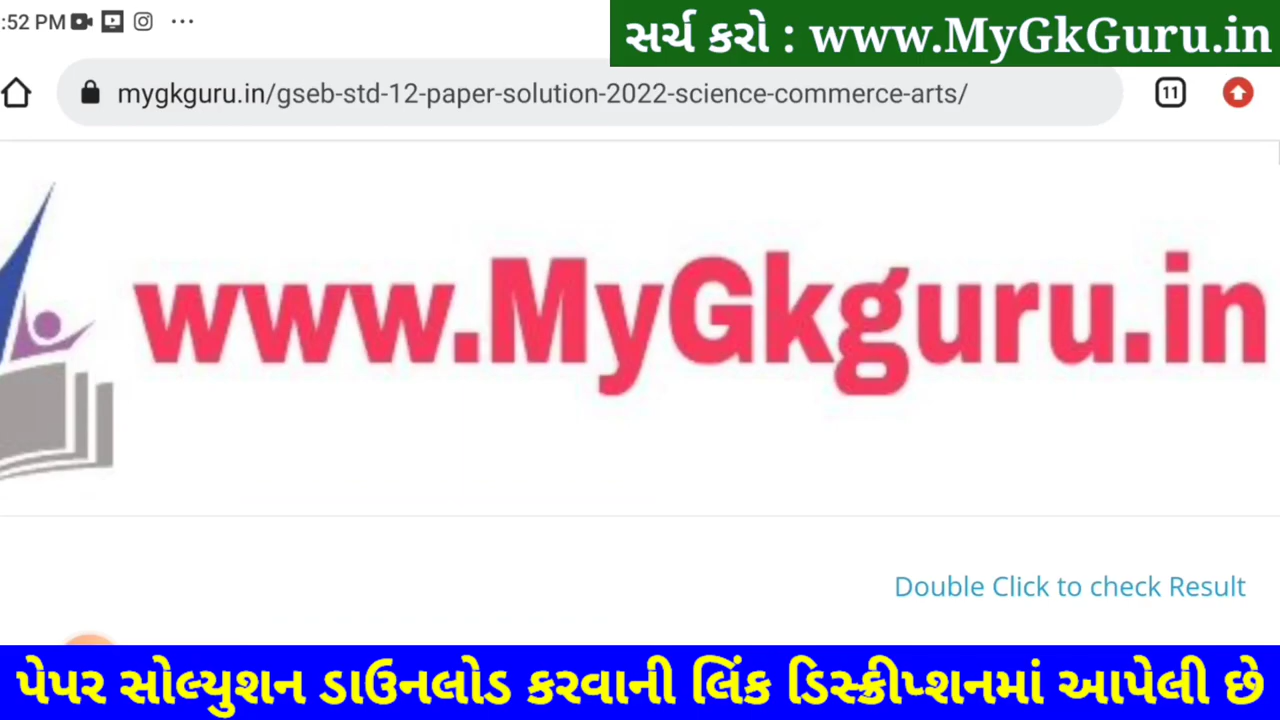 :52 PM
સર્ચ કરો : www.MyGkGuru.in
mygkguru.in/gseb-std-12-paper-solution-2022-science-commerce-arts/
11
www.MyGkguru.in
Double Click to check Result
પેપર સોલ્યુશન ડાઉનલોડ કરવાની લિંક ડિસ્ક્રીપ્શનમાં આપેલી છે